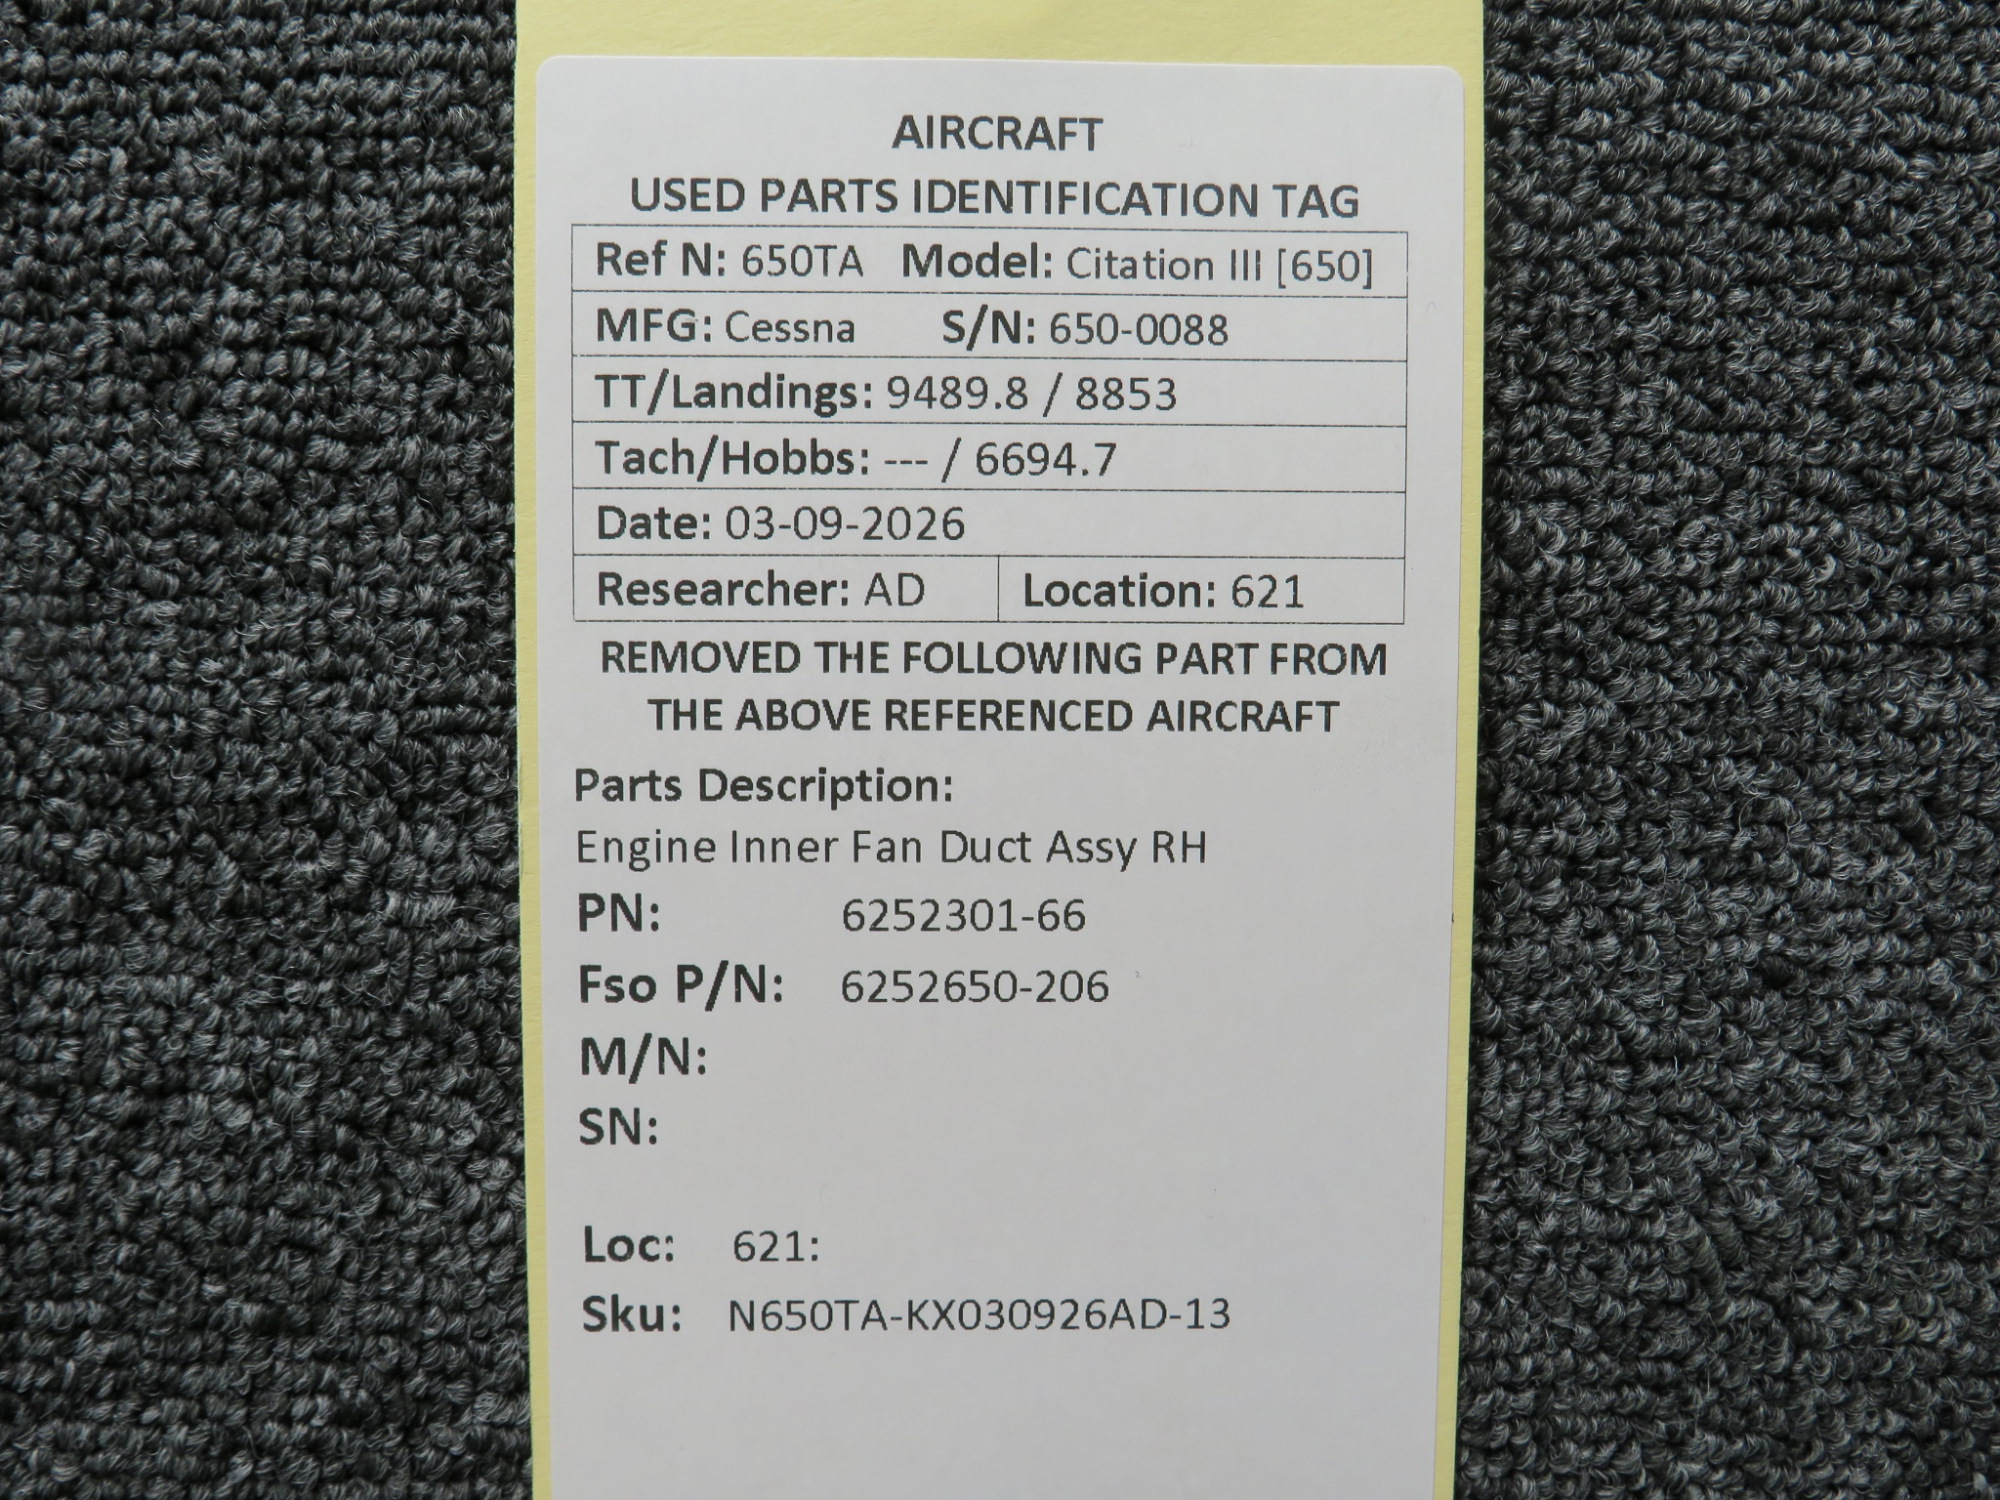 AIRCRAFT
USED PARTS IDENTIFICATION TAG
Ref N: 650TA Model: Citation III [650]
MFG: Cessna S/N: 650-0088
TT/Landings: 9489.8 / 8853
Tach/Hobbs: --- / 6694.7
Date: 03-09-2026
Researcher: AD Location: 621
REMOVED THE FOLLOWING PART FROM
THE ABOVE REFERENCED AIRCRAFT
Parts Description:
Engine Inner Fan Duct Assy RH
PN: 6252301-66
Fso P/N: 6252650-206
M/N:
SN:
Loc: 621:
Sku: N650TA-KX030926AD-13